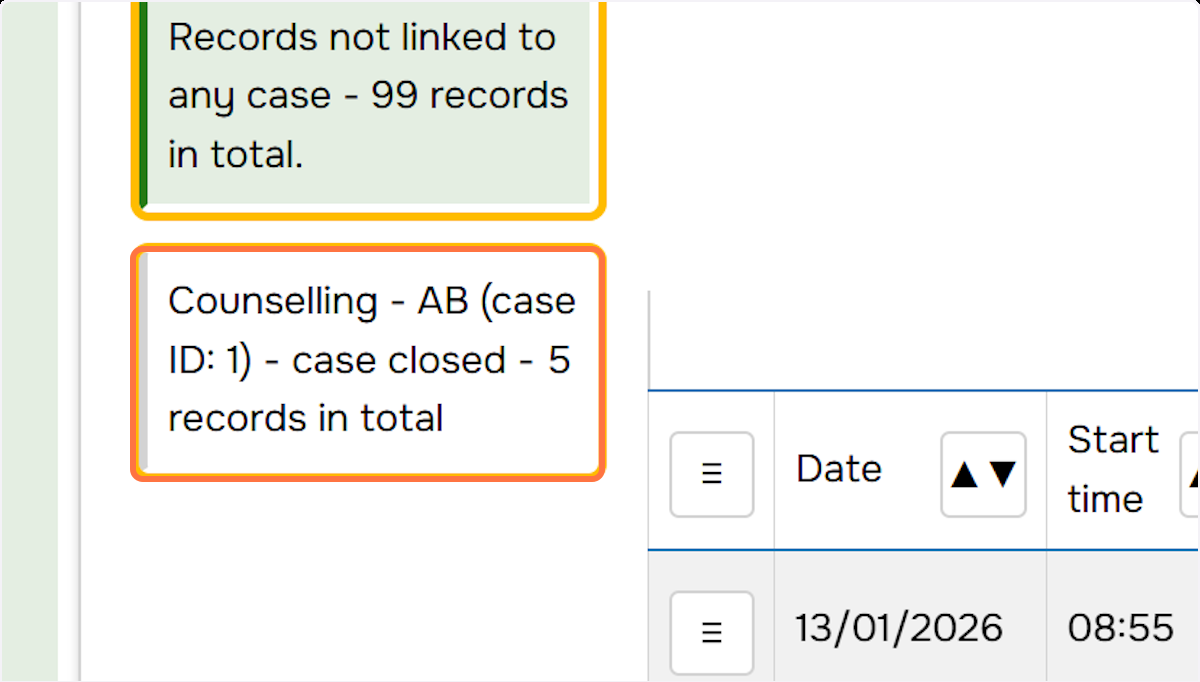 Records not linked to
any case - 99 records
in total.
Counselling - AB (case
ID: 1) - case closed - 5
records in total
Date ▲▼
Start
time
13/01/2026
08:55